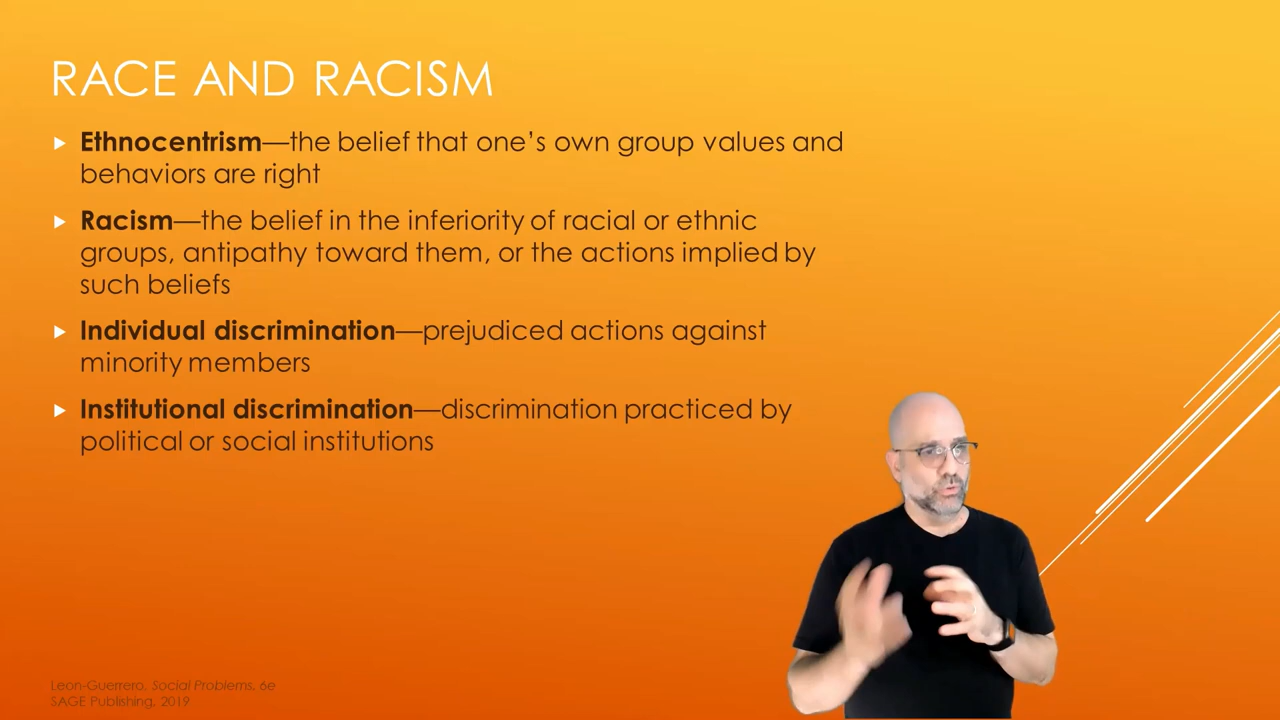 RACE AND RACISM
Ethnocentrism—the belief that one's own group values and
behaviors are right
Racism—the belief in the inferiority of racial or ethnic
groups, antipathy toward them, or the actions implied by
such beliefs
Individual discrimination—prejudiced actions against
minority members
Institutional discrimination—discrimination practiced by
political or social institutions
Leon-Guerrero, Social Problems, 6e
SAGE Publishing, 2019